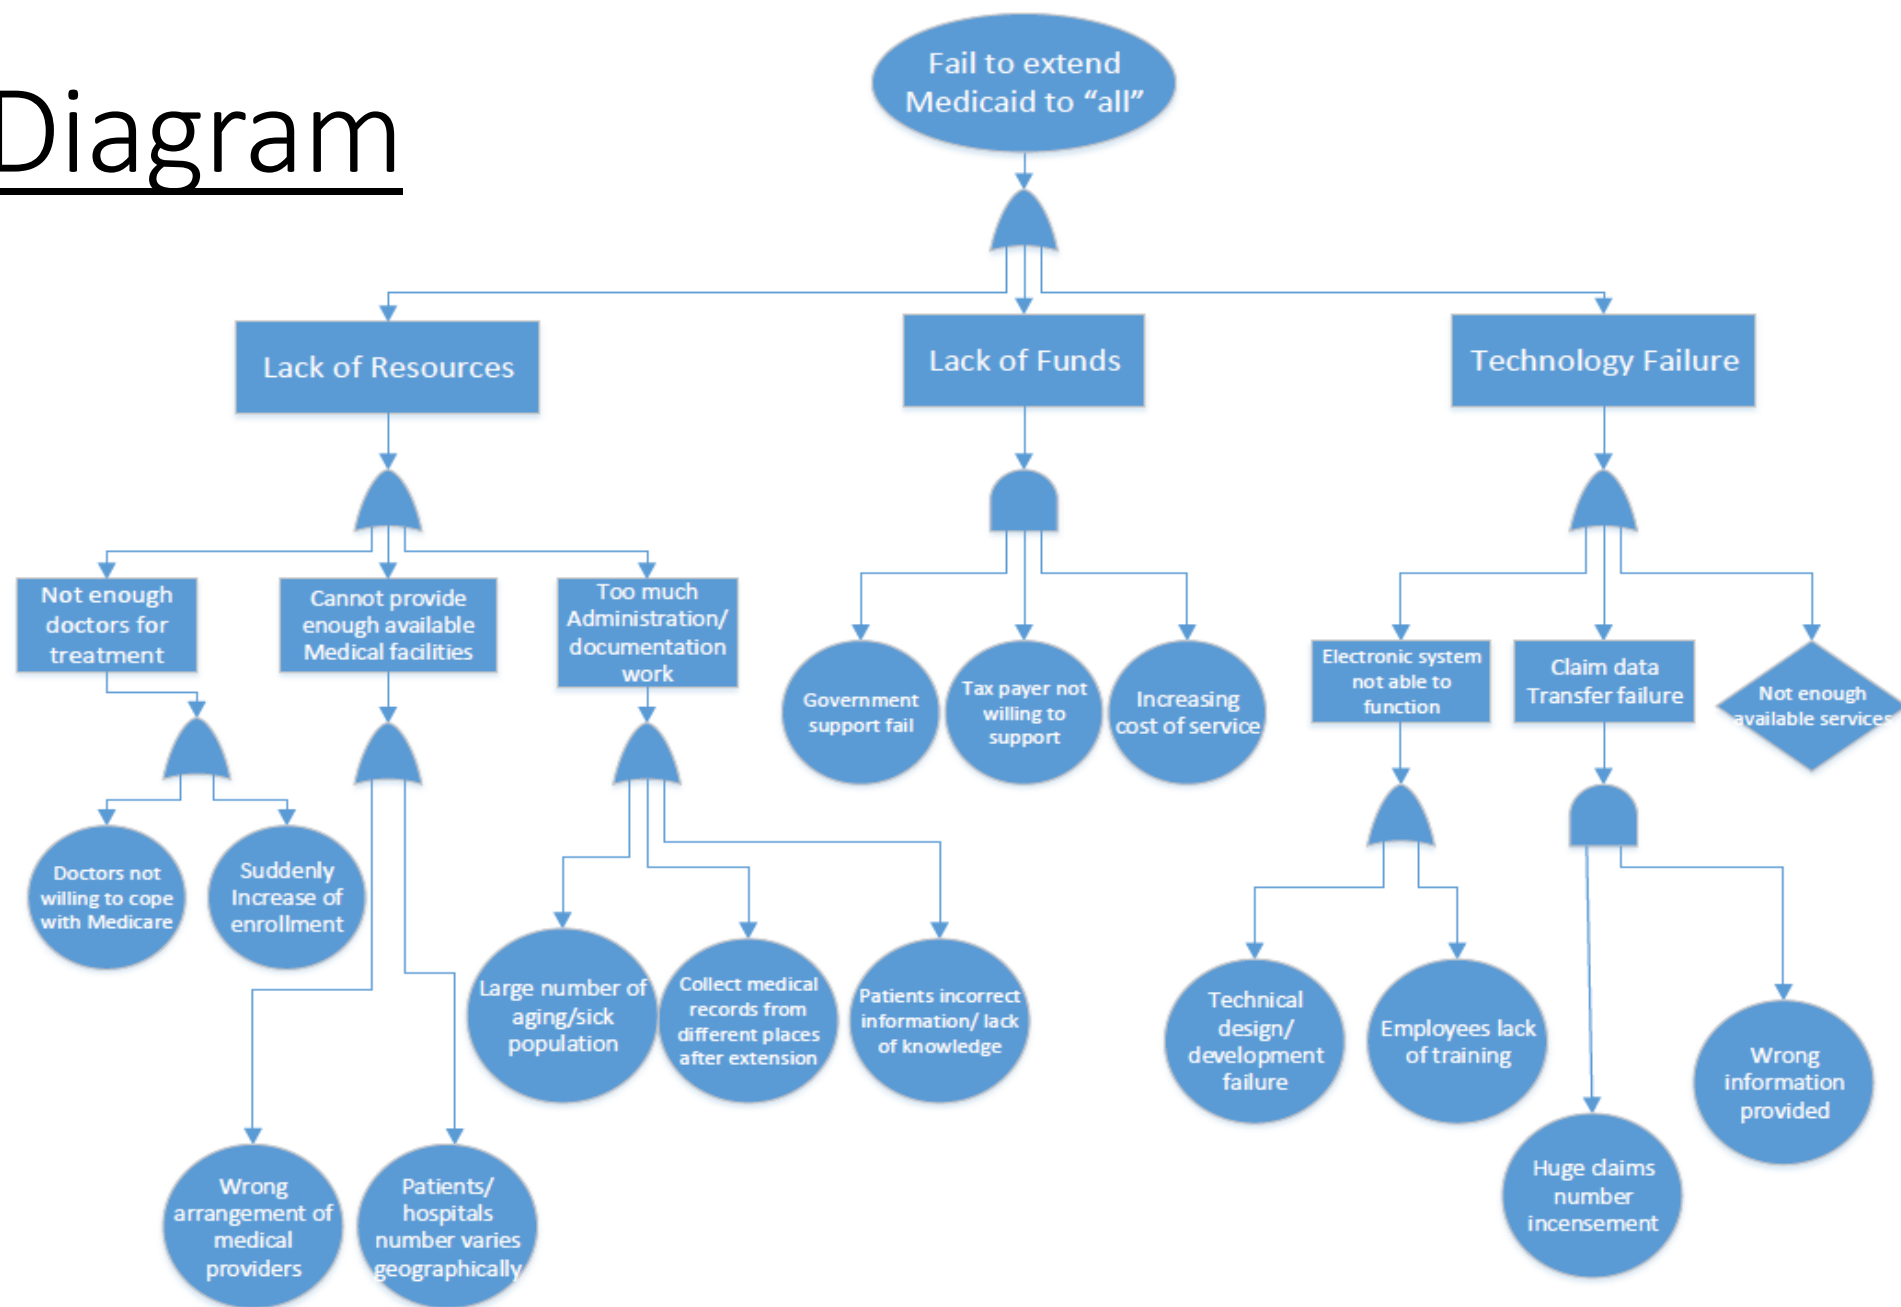 Diagram
Fail to extend
Medicaid to “all”
Lack of Resources
Lack of Funds
Technology Failure
Not enough
doctors for
treatment
Cannot provide
enough available
Medical facilities
Too much
Administration/
documentation
work
Government
support fail
Tax payer not
willing to
support
Increasing
cost of service
Electronic system
not able to
function
Claim data
Transfer failure
Not enough
available services
Doctors not
willing to cope
with Medicare
Suddenly
Increase of
enrollment
Large number of
aging/sick
population
Collect medical
records from
different places
after extension
Patients incorrect
information/ lack
of knowledge
Technical
design/
development
failure
Employees lack
of training
Wrong
information
provided
Wrong
arrangement of
medical
providers
Patients/
hospitals
number varies
geographically
Huge claims
number
incensement